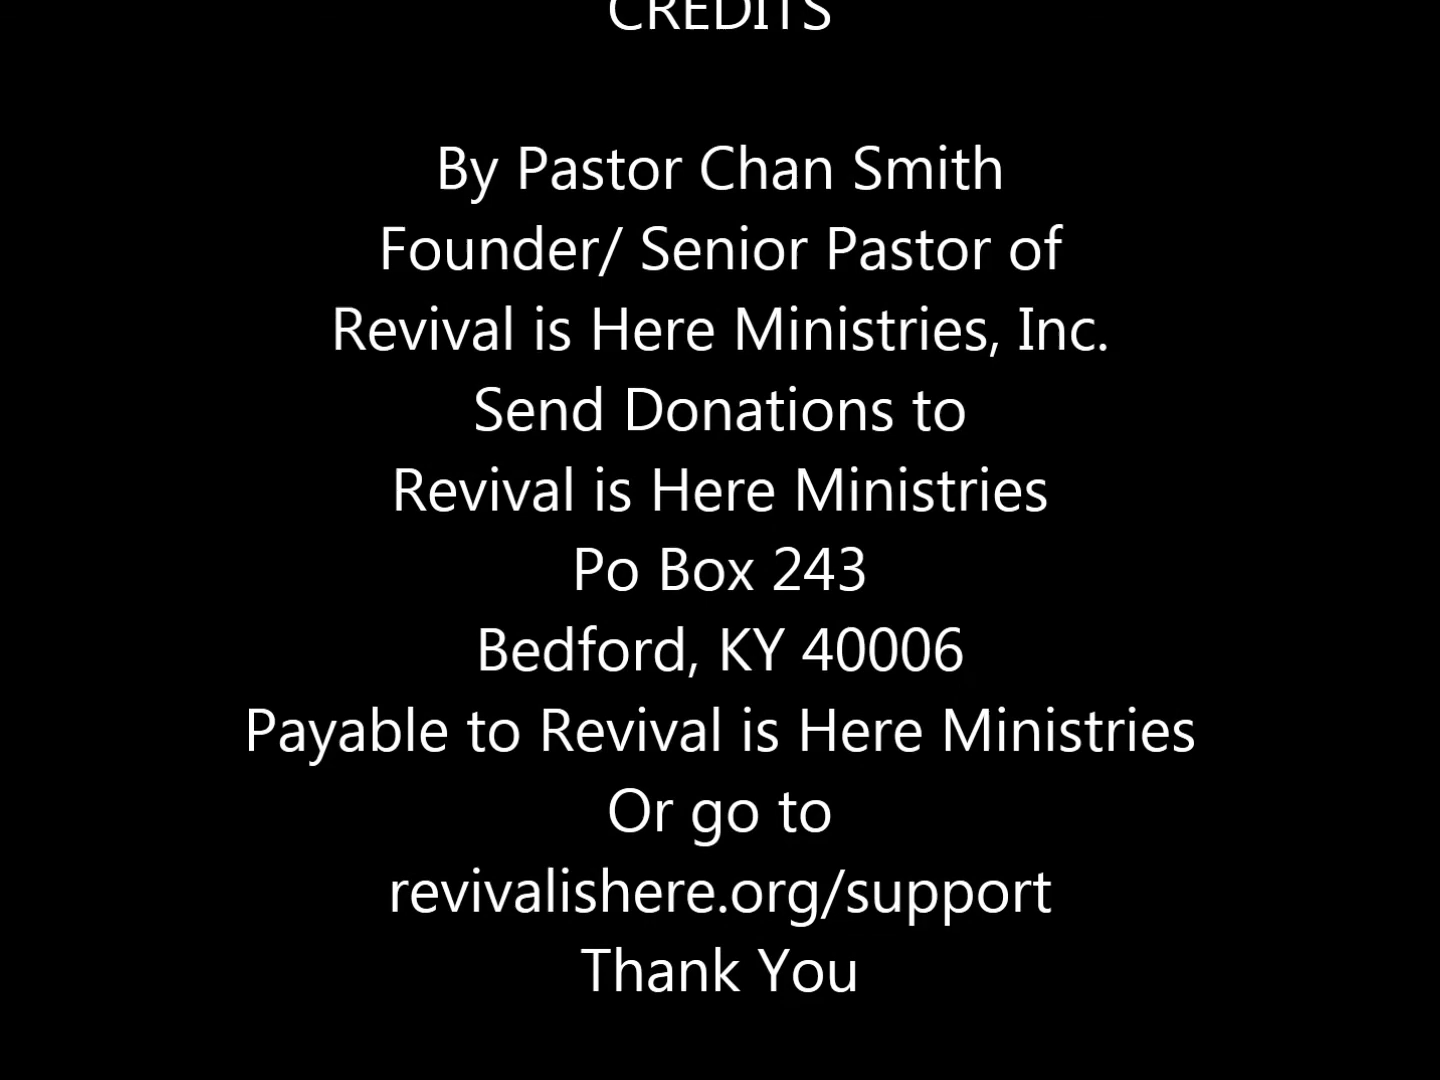 CREDITS
By Pastor Chan Smith
Founder/ Senior Pastor of
Revival is Here Ministries, Inc.
Send Donations to
Revival is Here Ministries
Po Box 243
Bedford, KY 40006
Payable to Revival is Here Ministries
Or go to
revivalishere.org/support
Thank You